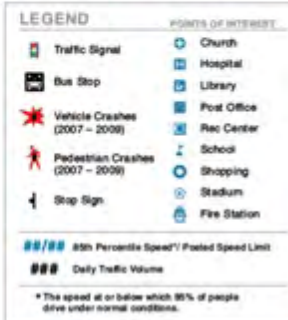 LEGEND
Traffic Signal
Bus Stop
Vehicle Crashes
(2007 – 2009)
Pedestrian Crashes
(2007 – 2009)
Stop Sign
POINTS OF INTEREST
Church
Hospital
Library
Post Office
Rec Center
School
Shopping
Stadium
Fire Station
##/## 85th Percentile Speed*/ Posted Speed Limit
### Daily Traffic Volume
* The speed at or below which 85% of people
drive under normal conditions.